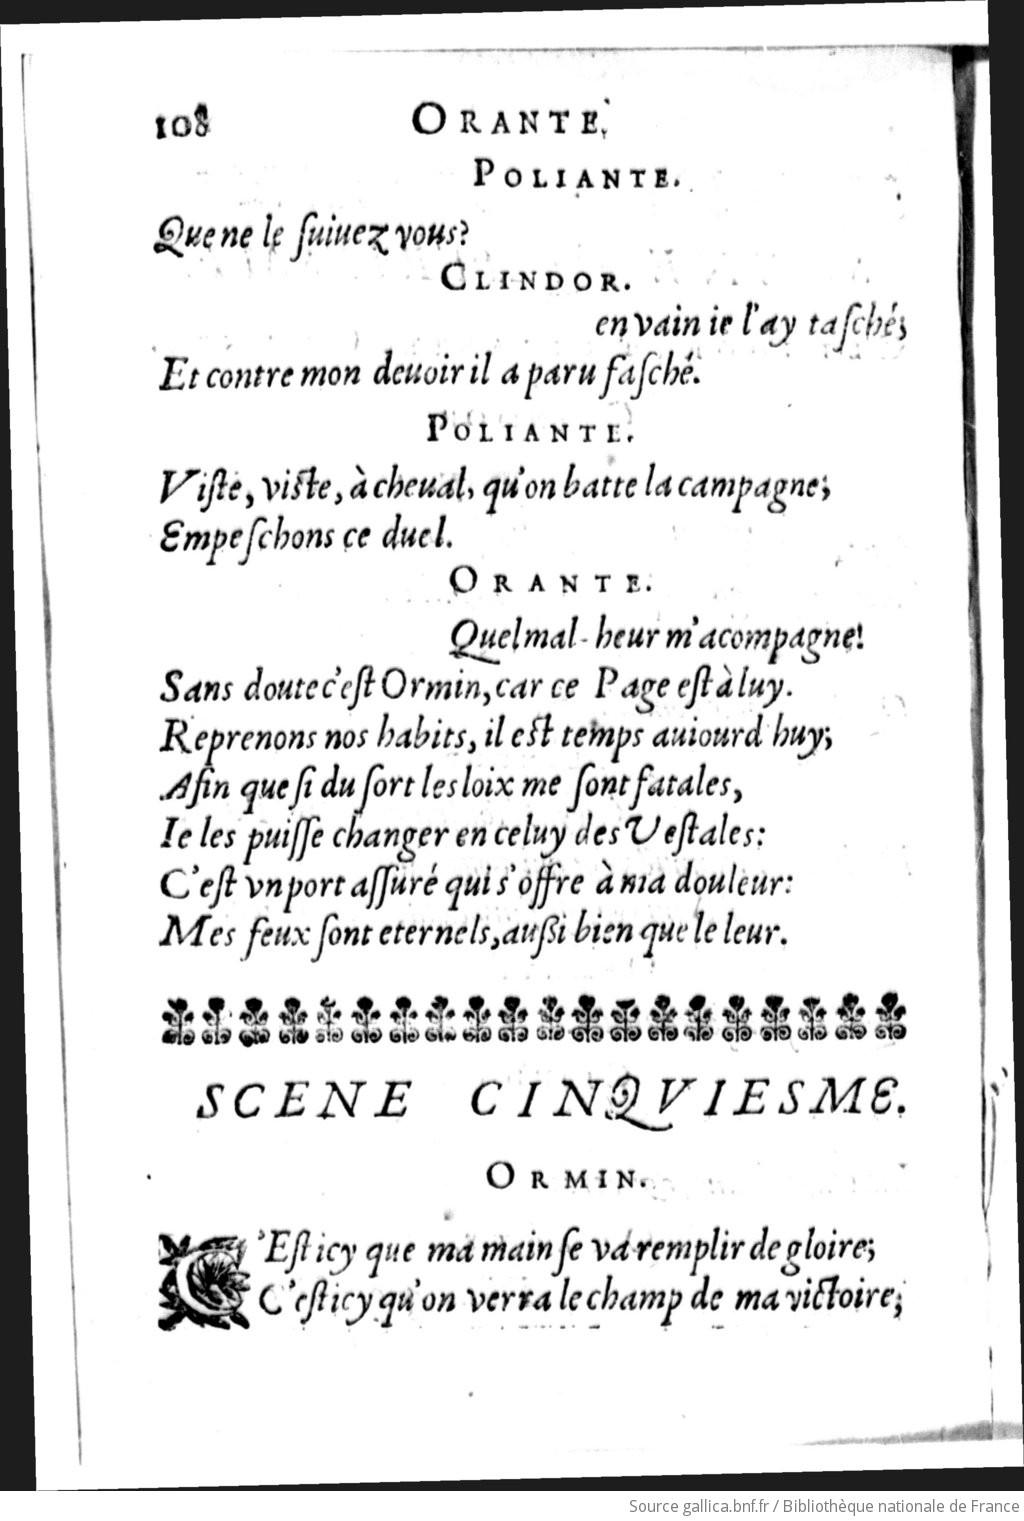 108 ORANTE,
POLIANTE.
Que ne le ſuiuez vous?
CLINDOR.
en vain ie l'ay taſché;
Et contre mon deuoir il a paru faſché.
POLIANTE.
Viſte, viſte, à cheual, qu'on batte la campagne;
Empeſchons ce duel.
ORANTE.
Quel mal-heur m'acompagne!
Sans doute c'eſt Ormin, car ce Page eſt à luy.
Reprenons nos habits, il eſt temps auiourd'huy;
Afin que ſi du ſort les loix me ſont fatales,
Ie les puiſſe changer en celuy des Veſtales:
C'eſt vn port aſſuré qui s'offre à ma douleur:
Mes feux ſont eternels, auſſi bien que le leur.
SCENE CINQVIESME.
ORMIN.
C'Eſt icy que ma main ſe va remplir de gloire;
C'eſt icy qu'on verra le champ de ma victoire;
Source gallica.bnf.fr / Bibliothèque nationale de France